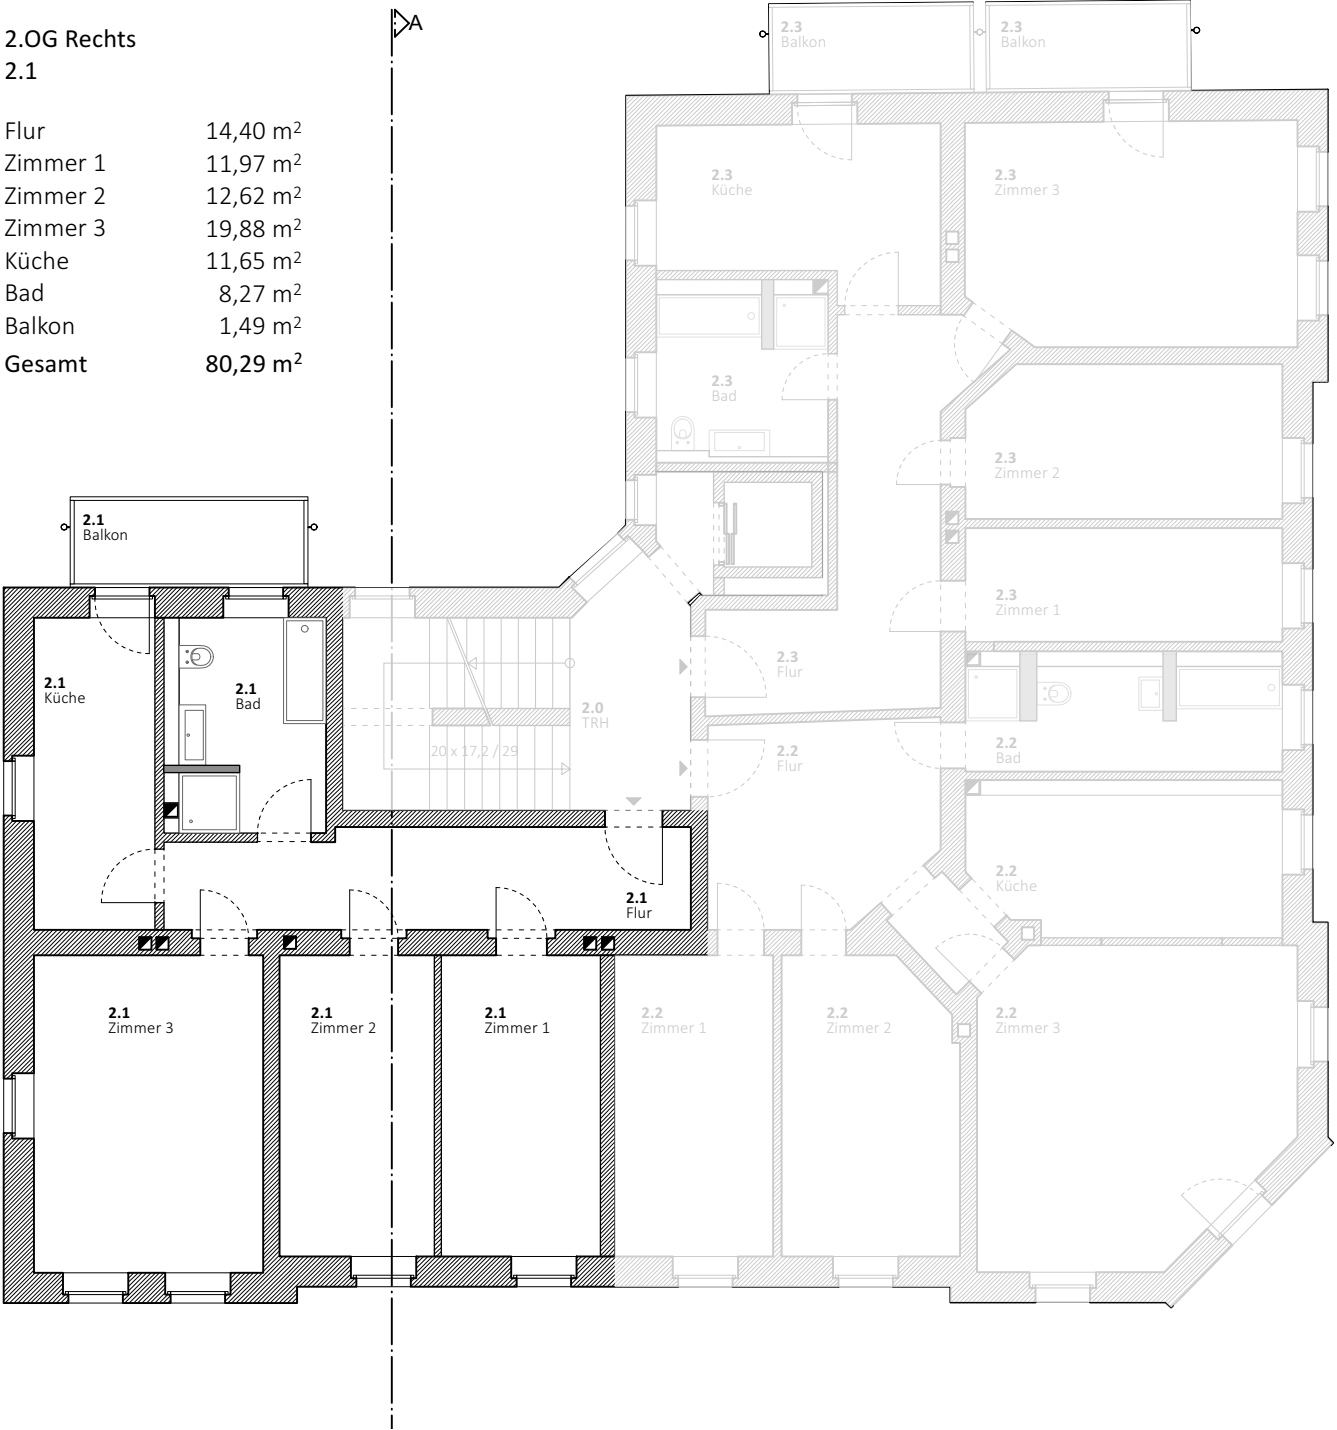 2.OG Rechts
2.1
Flur 14,40 m²
Zimmer 1 11,97 m²
Zimmer 2 12,62 m²
Zimmer 3 19,88 m²
Küche 11,65 m²
Bad 8,27 m²
Balkon 1,49 m²
Gesamt 80,29 m²
A
2.3
Balkon
2.3
Balkon
2.3
Küche
2.3
Zimmer 3
2.3
Bad
2.3
Zimmer 2
2.1
Balkon
2.3
Zimmer 1
2.1
Küche
2.1
Bad
2.3
Flur
2.0
TRH
20 x 17,2 / 29
2.2
Flur
2.2
Bad
2.1
Flur
2.2
Küche
2.1
Zimmer 3
2.1
Zimmer 2
2.1
Zimmer 1
2.2
Zimmer 1
2.2
Zimmer 2
2.2
Zimmer 3